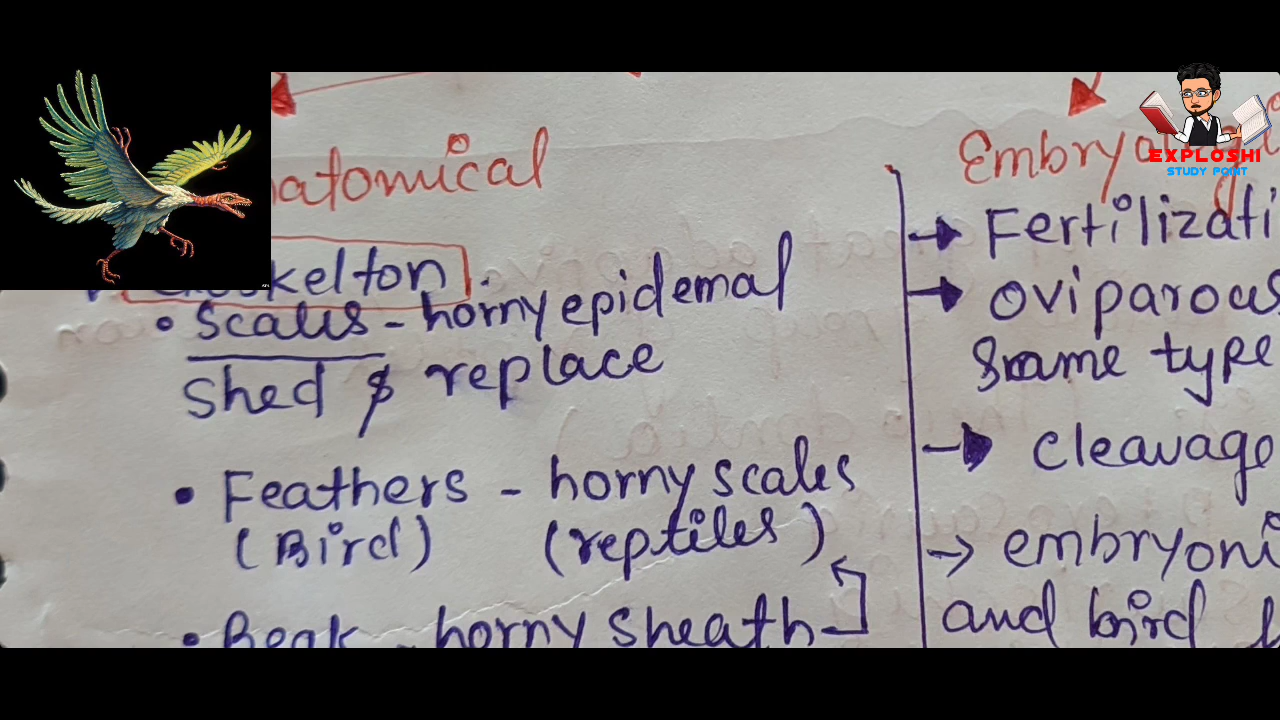 atomical
skelton
• Scales - horny epidemal
Shed & replace
• Feathers - horny scales
(Bird) (reptiles)
• Beak - horny sheath
Embryo
→ Fertilizati
→ oviparous
same type
→ cleavage
→ embryoni
and bird
EXPLOSHI
STUDY POINT